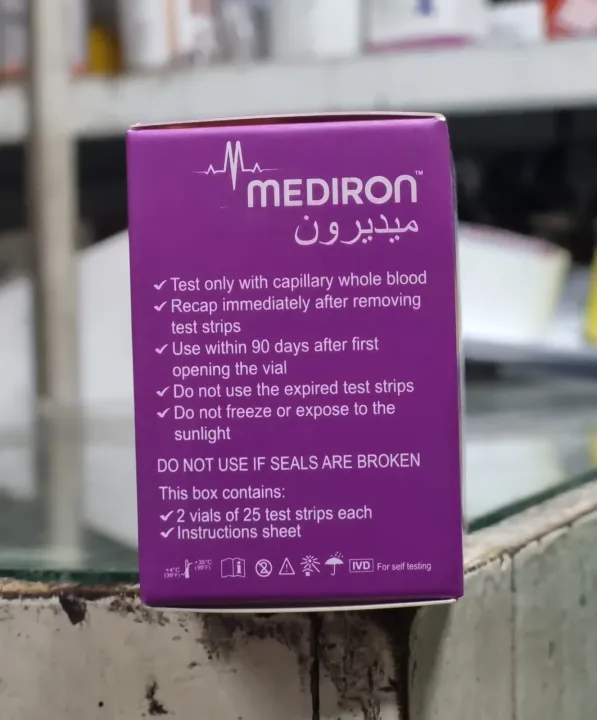 MEDIRON™
ميديرون
✓ Test only with capillary whole blood
✓ Recap immediately after removing
test strips
✓ Use within 90 days after first
opening the vial
✓ Do not use the expired test strips
✓ Do not freeze or expose to the
sunlight
DO NOT USE IF SEALS ARE BROKEN
This box contains:
✓ 2 vials of 25 test strips each
✓ Instructions sheet
+4°C
IVD For self testing